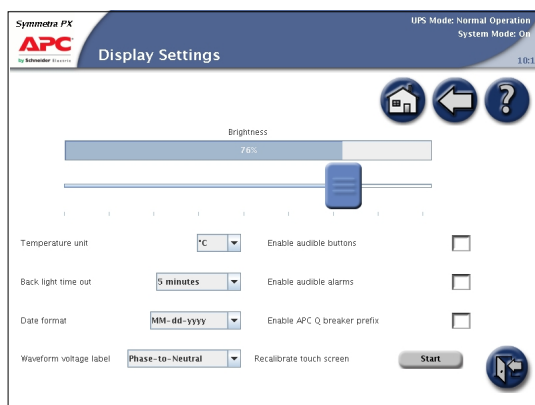 Symmetra PX
UPS Mode: Normal Operation
System Mode: On
APC
by Schneider Electric
Display Settings
10:1
?
Brightness
76%
Temperature unit
°C
Enable audible buttons
Back light time out
5 minutes
Enable audible alarms
Date format
MM-dd-yyyy
Enable APC Q breaker prefix
Waveform voltage label
Phase-to-Neutral
Recalibrate touch screen
Start